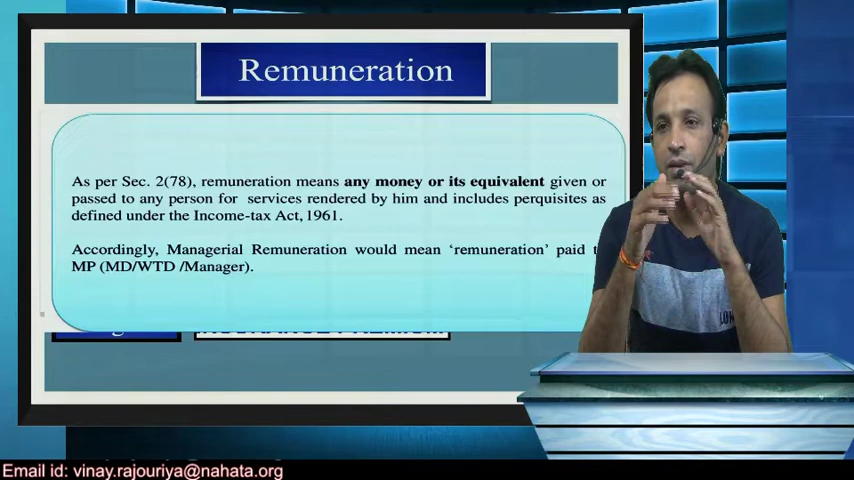 Remuneration
As per Sec. 2(78), remuneration means any money or its equivalent given or
passed to any person for services rendered by him and includes perquisites as
defined under the Income-tax Act, 1961.
Accordingly, Managerial Remuneration would mean ‘remuneration’ paid
MP (MD/WTD /Manager).
Email id: vinay.rajouriya@nahata.org